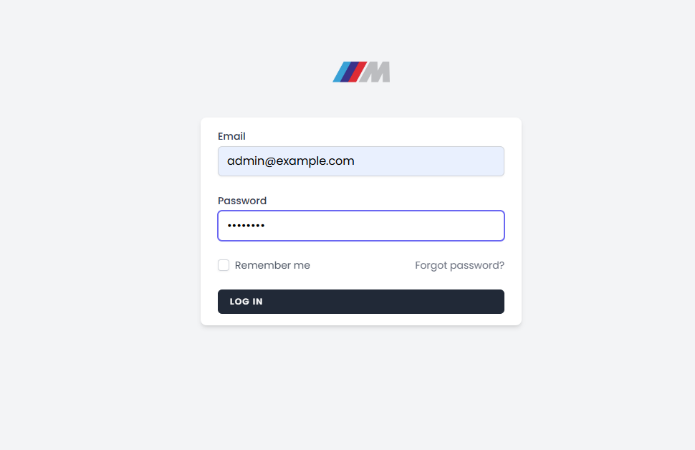 M
Email
admin@example.com
Password
••••••••
Remember me
Forgot password?
LOG IN